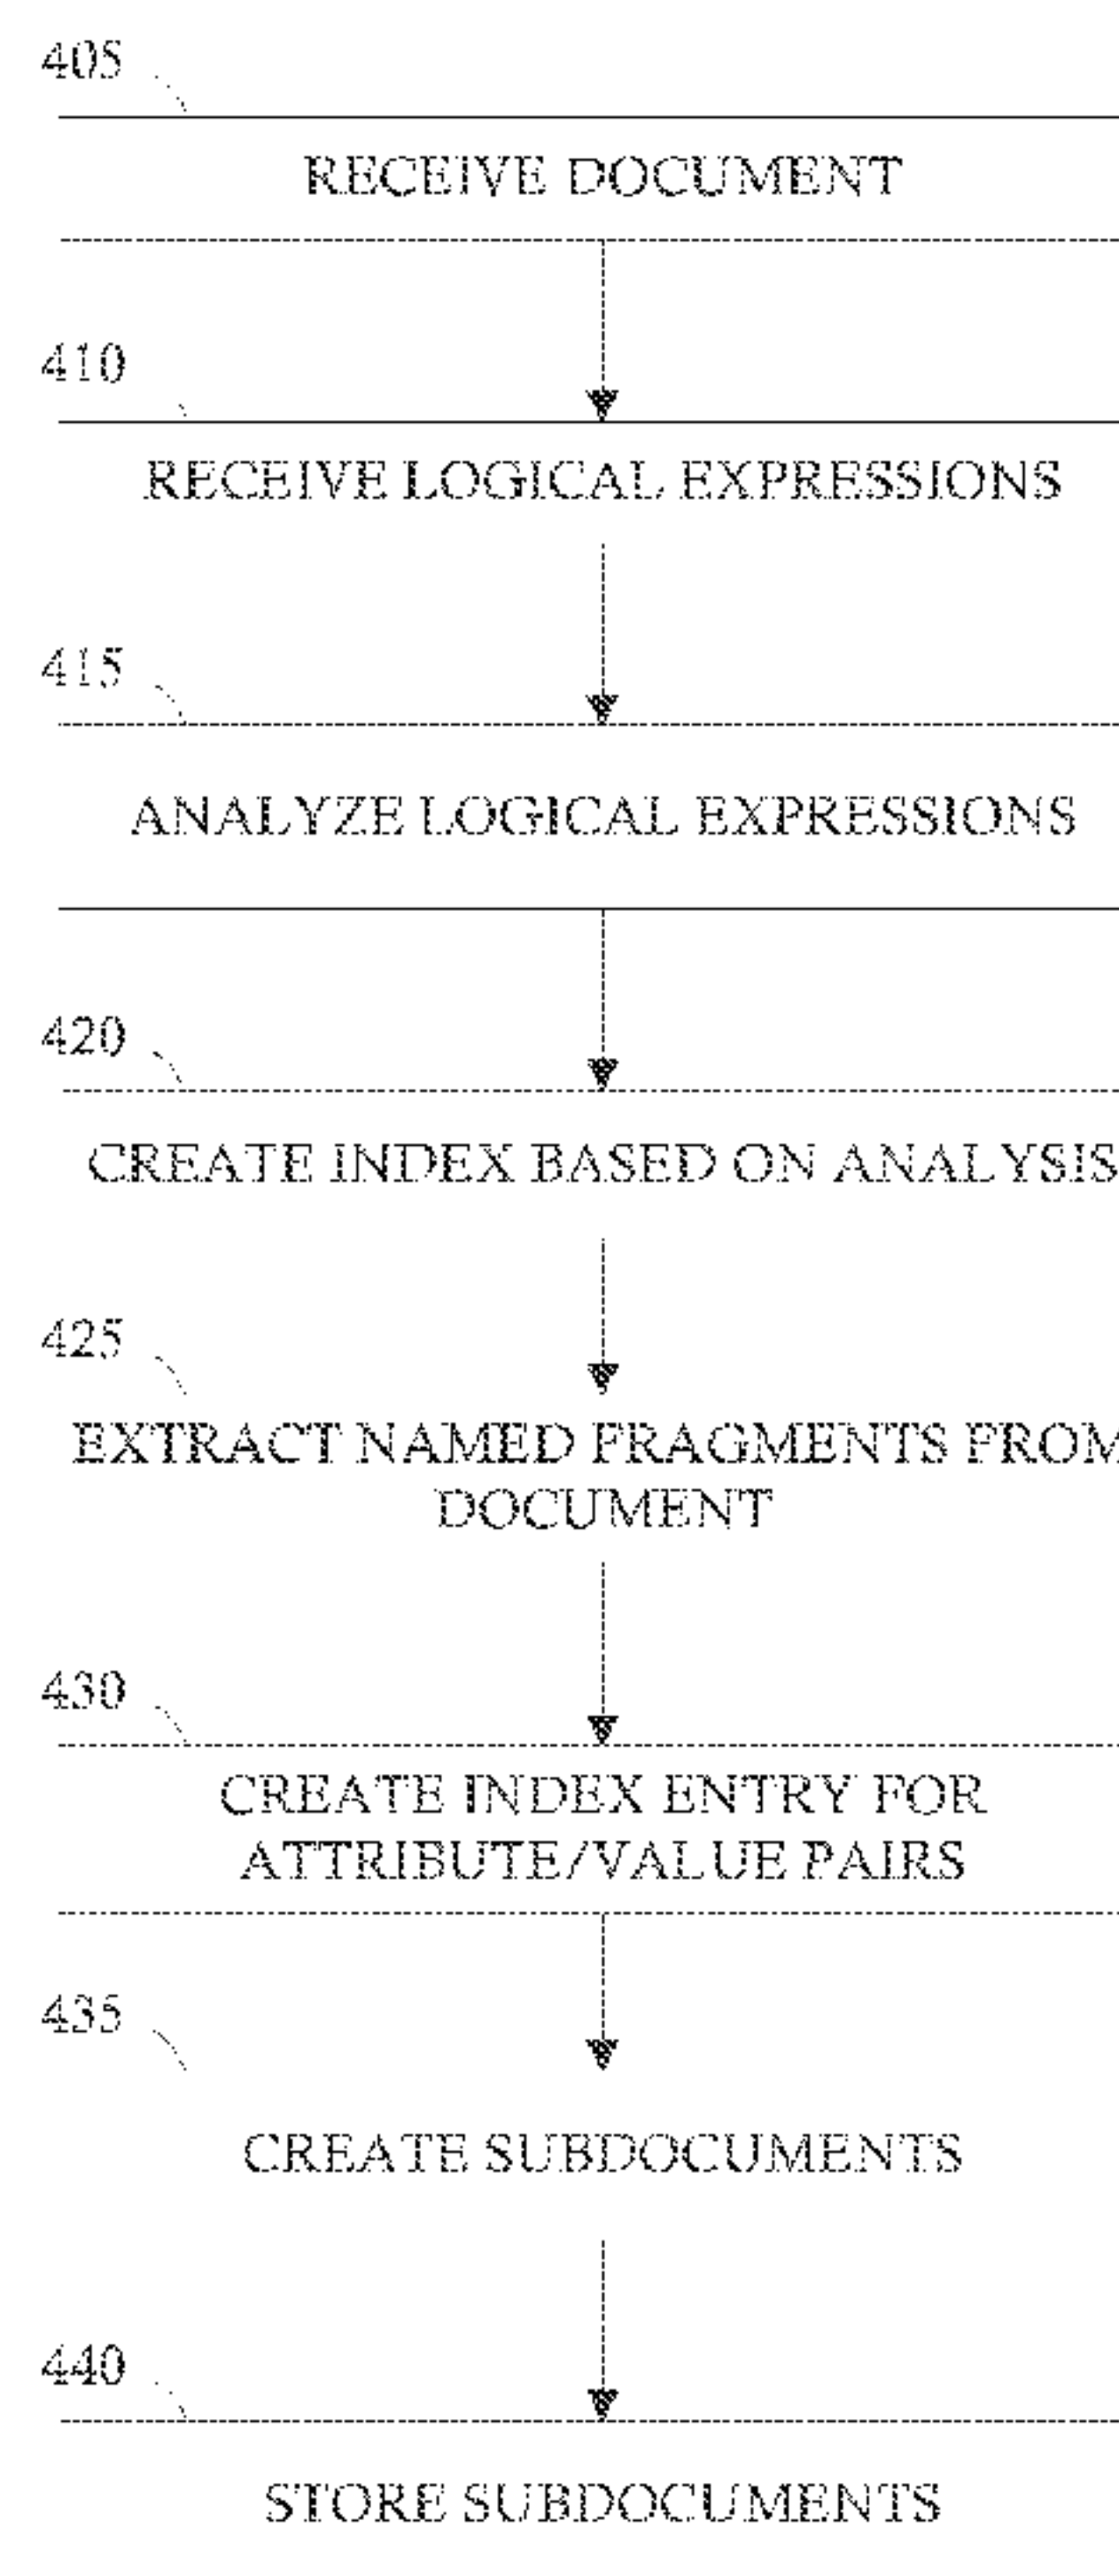 405
RECEIVE DOCUMENT
410
RECEIVE LOGICAL EXPRESSIONS
415
ANALYZE LOGICAL EXPRESSIONS
420
CREATE INDEX BASED ON ANALYSIS
425
EXTRACT NAMED FRAGMENTS FROM
DOCUMENT
430
CREATE INDEX ENTRY FOR
ATTRIBUTE/VALUE PAIRS
435
CREATE SUBDOCUMENTS
440
STORE SUBDOCUMENTS